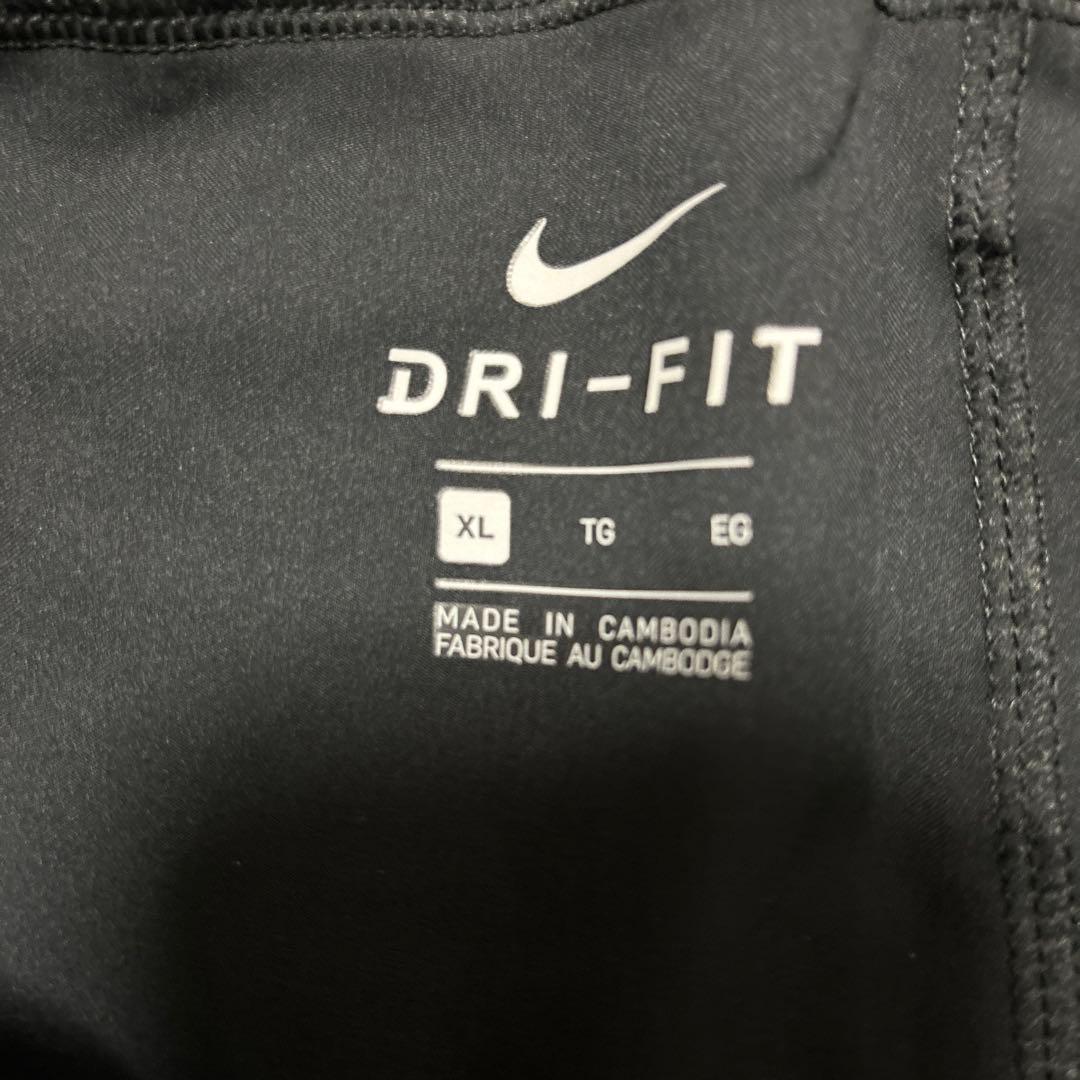 DRI-FIT
XL TG EG
MADE IN CAMBODIA
FABRIQUE AU CAMBODGE